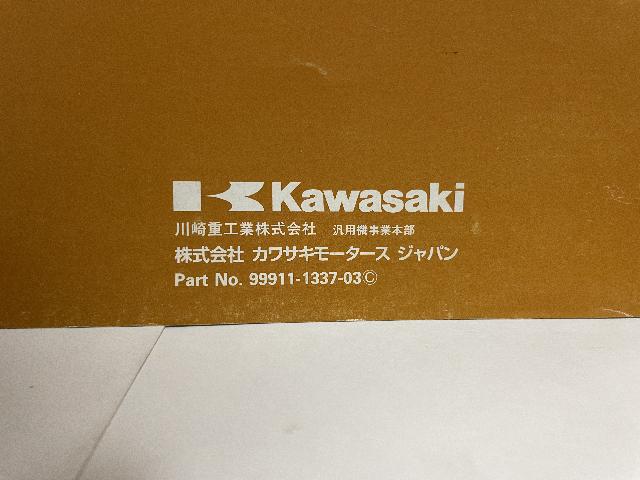 Kawasaki
川崎重工業株式会社 汎用機事業本部
株式会社 カワサキモータース ジャパン
Part No. 99911-1337-03Ⓒ